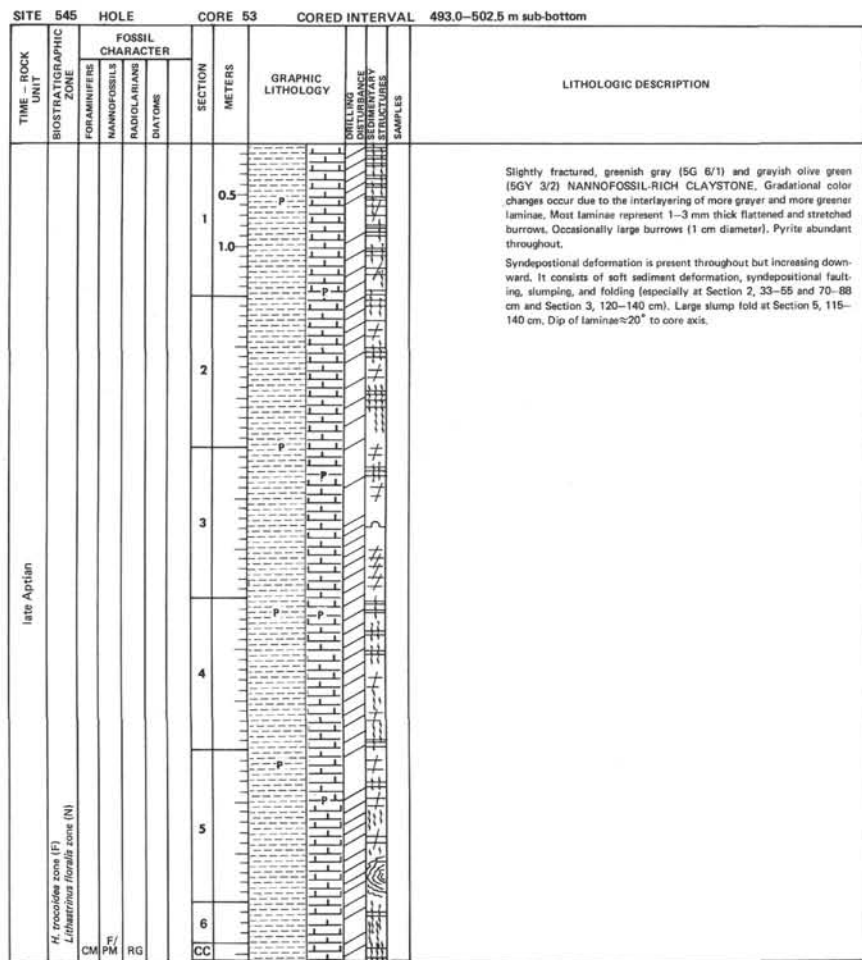 SITE 545 HOLE CORE 53 CORED INTERVAL 493.0–502.5 m sub-bottom
TIME – ROCK
UNIT
BIOSTRATIGRAPHIC
ZONE
FOSSIL
CHARACTER
FORAMINIFERS
NANNOFOSSILS
RADIOLARIANS
DIATOMS
SECTION
METERS
GRAPHIC
LITHOLOGY
DRILLING
DISTURBANCE
SEDIMENTARY
STRUCTURES
SAMPLES
LITHOLOGIC DESCRIPTION
late Aptian
H. trocoidea zone (F)
Lithastrinus floralis zone (N)
CM
F/
PM
RG
1
0.5
1.0
2
3
4
5
6
CC
P
P
P
P
P
P
P
P
Slightly fractured, greenish gray (5G 6/1) and grayish olive green
(5GY 3/2) NANNOFOSSIL-RICH CLAYSTONE. Gradational color
changes occur due to the interlayering of more grayer and more greener
laminae. Most laminae represent 1–3 mm thick flattened and stretched
burrows. Occasionally large burrows (1 cm diameter). Pyrite abundant
throughout.
Syndepostional deformation is present throughout but increasing down-
ward. It consists of soft sediment deformation, syndepositional fault-
ing, slumping, and folding (especially at Section 2, 33–55 and 70–88
cm and Section 3, 120–140 cm). Large slump fold at Section 5, 115–
140 cm. Dip of laminae≈20° to core axis.